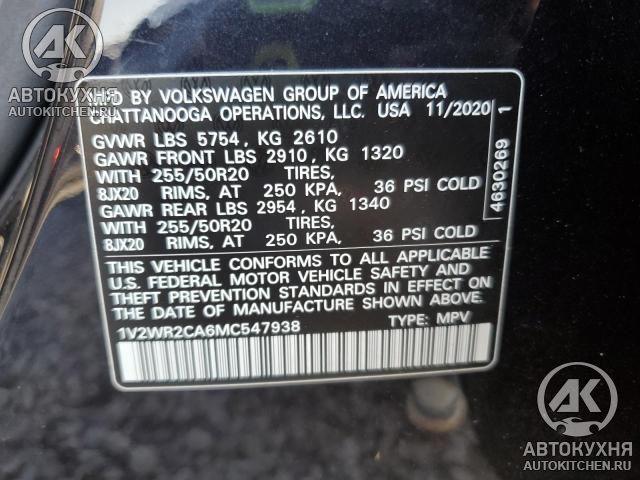 АК
АВТОКУХНЯ
AUTOKITCHEN.RU
MFD BY VOLKSWAGEN GROUP OF AMERICA
CHATTANOOGA OPERATIONS, LLC. USA 11/2020
GVWR LBS 5754, KG 2610
GAWR FRONT LBS 2910, KG 1320
WITH 255/50R20 TIRES,
8JX20 RIMS, AT 250 KPA, 36 PSI COLD
GAWR REAR LBS 2954, KG 1340
WITH 255/50R20 TIRES,
8JX20 RIMS, AT 250 KPA, 36 PSI COLD
THIS VEHICLE CONFORMS TO ALL APPLICABLE
U.S. FEDERAL MOTOR VEHICLE SAFETY AND
THEFT PREVENTION STANDARDS IN EFFECT ON
THE DATE OF MANUFACTURE SHOWN ABOVE.
1V2WR2CA6MC547938 TYPE: MPV
4630269 1
АК
АВТОКУХНЯ
AUTOKITCHEN.RU